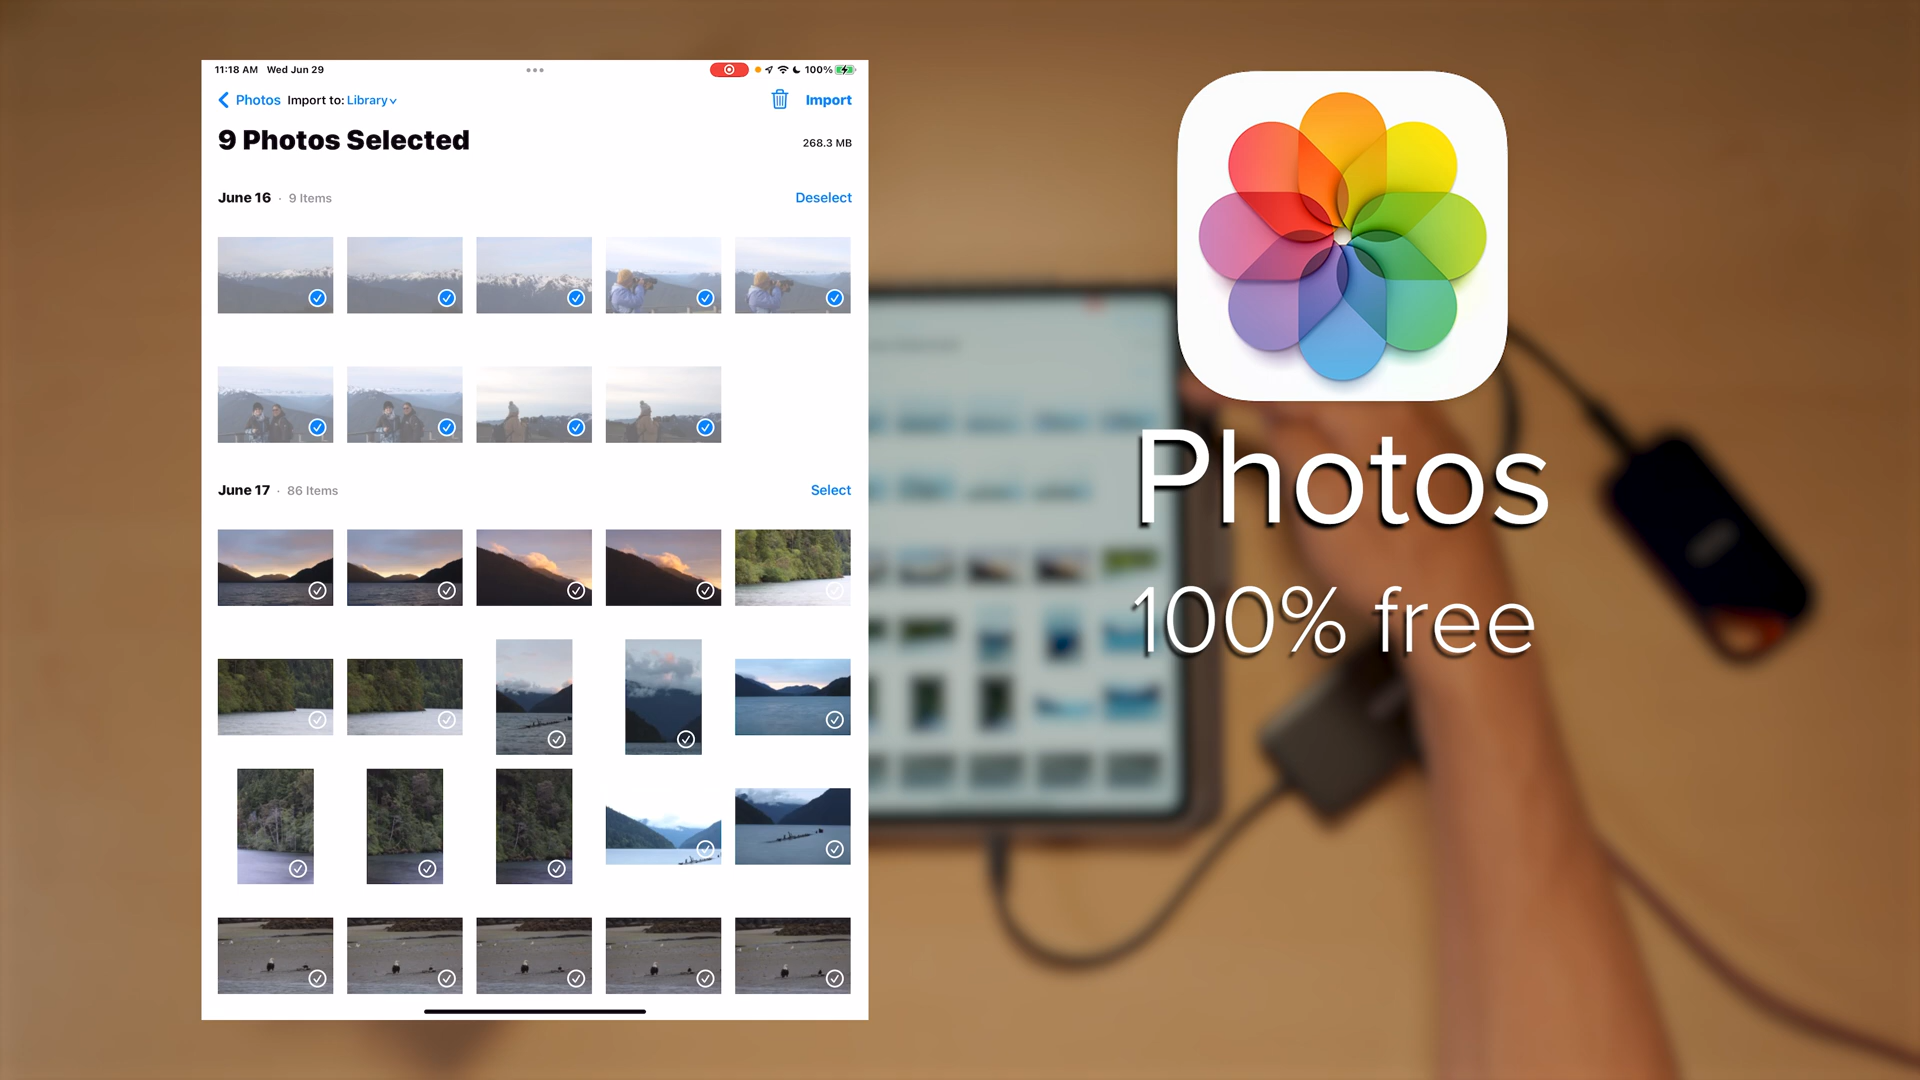 11:18 AM Wed Jun 29
100%
Photos Import to: Library
Import
9 Photos Selected
268.3 MB
June 16 · 9 Items
Deselect
June 17 · 86 Items
Select
Photos
100% free